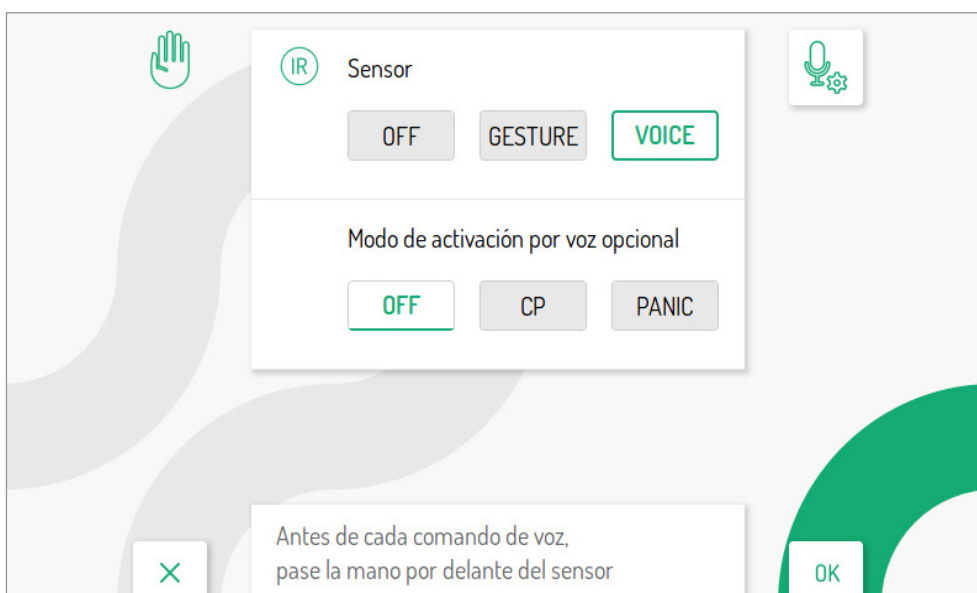 IR Sensor
OFF GESTURE VOICE
Modo de activación por voz opcional
OFF CP PANIC
Antes de cada comando de voz,
pase la mano por delante del sensor
OK